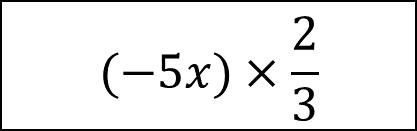 (−5x) × 2/3